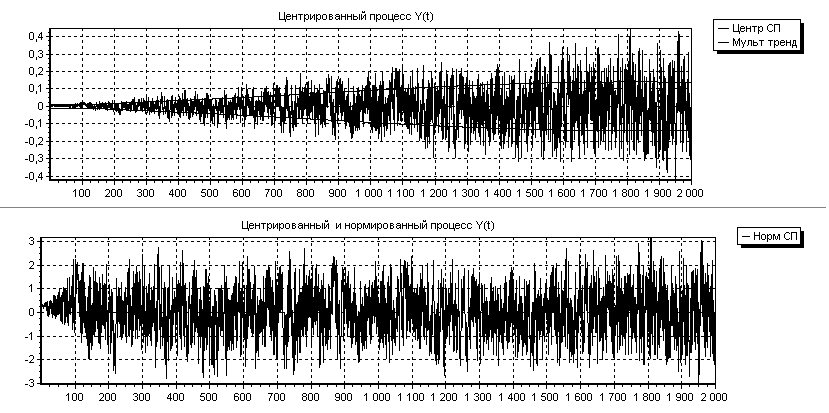 Центрированный процесс Y(t)
Центр СП
Мульт тренд
0,4
0,3
0,2
0,1
0
-0,1
-0,2
-0,3
-0,4
100 200 300 400 500 600 700 800 900 1 000 1 100 1 200 1 300 1 400 1 500 1 600 1 700 1 800 1 900 2 000
Центрированный и нормированный процесс Y(t)
Норм СП
3
2
1
0
-1
-2
-3
100 200 300 400 500 600 700 800 900 1 000 1 100 1 200 1 300 1 400 1 500 1 600 1 700 1 800 1 900 2 000